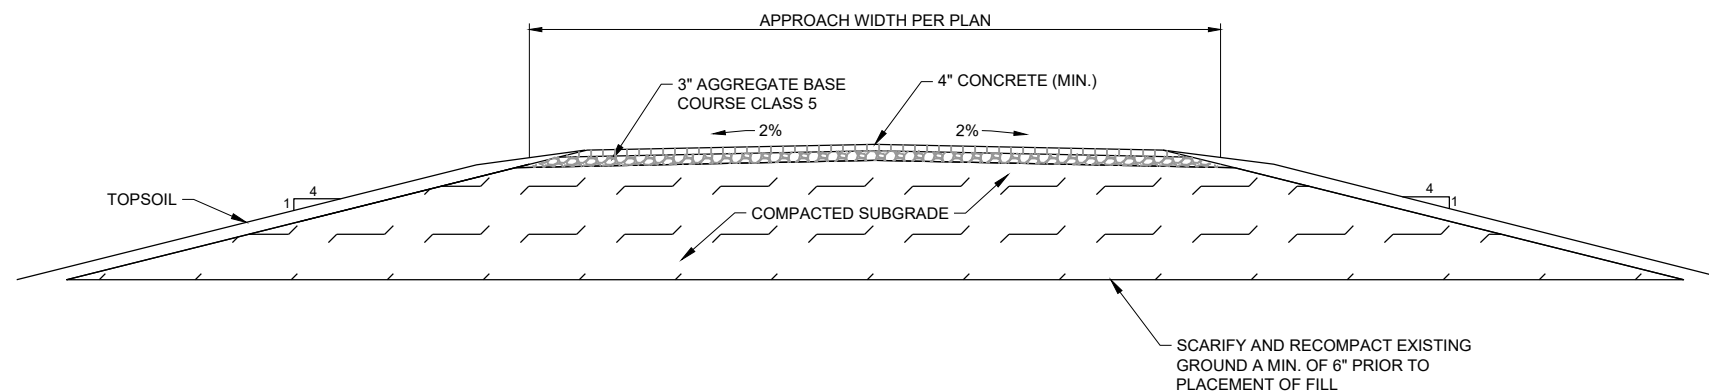 APPROACH WIDTH PER PLAN
3" AGGREGATE BASE
COURSE CLASS 5
4" CONCRETE (MIN.)
2%
2%
4
1
TOPSOIL
COMPACTED SUBGRADE
4
1
SCARIFY AND RECOMPACT EXISTING
GROUND A MIN. OF 6" PRIOR TO
PLACEMENT OF FILL